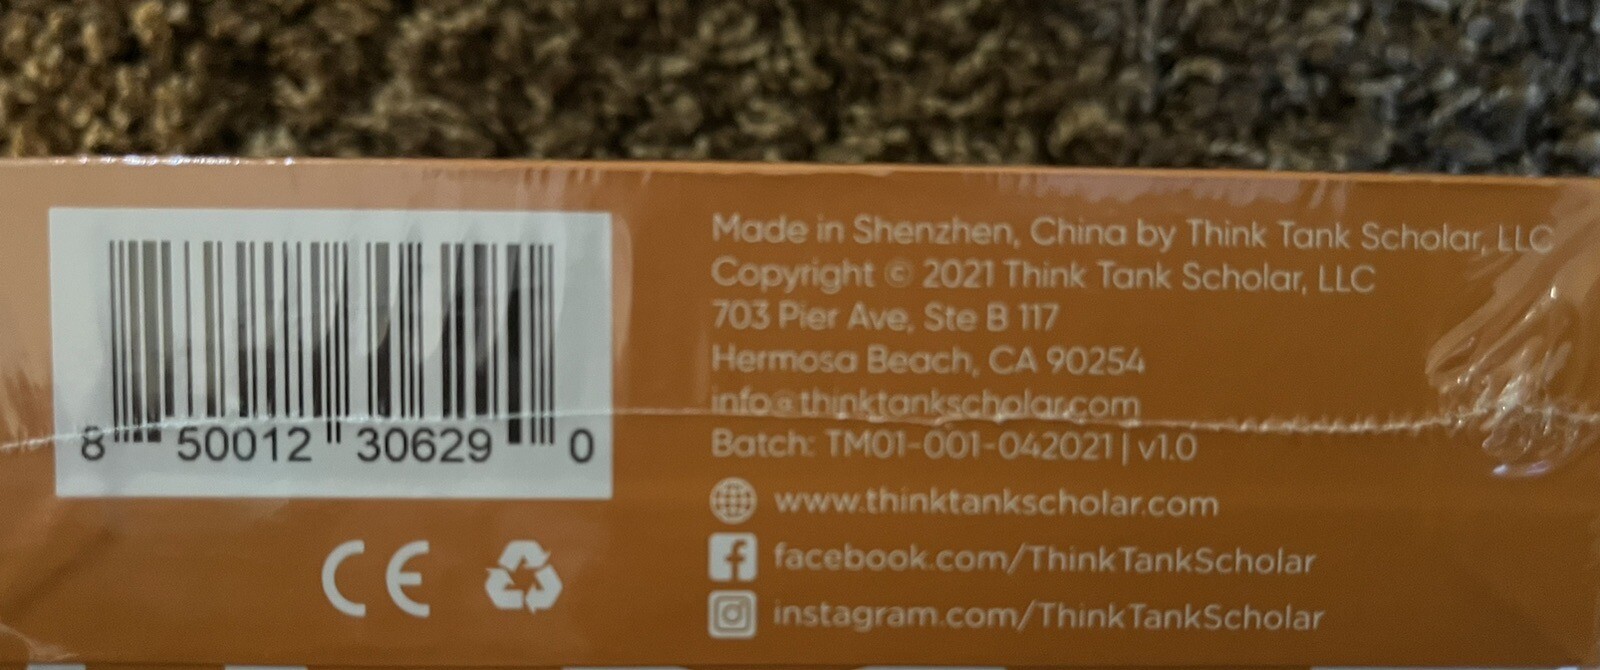 8 50012 30629 0
CE
Made in Shenzhen, China by Think Tank Scholar, LLC
Copyright © 2021 Think Tank Scholar, LLC
703 Pier Ave, Ste B 117
Hermosa Beach, CA 90254
info@thinktankscholar.com
Batch: TM01-001-042021 | v1.0
www.thinktankscholar.com
facebook.com/ThinkTankScholar
instagram.com/ThinkTankScholar